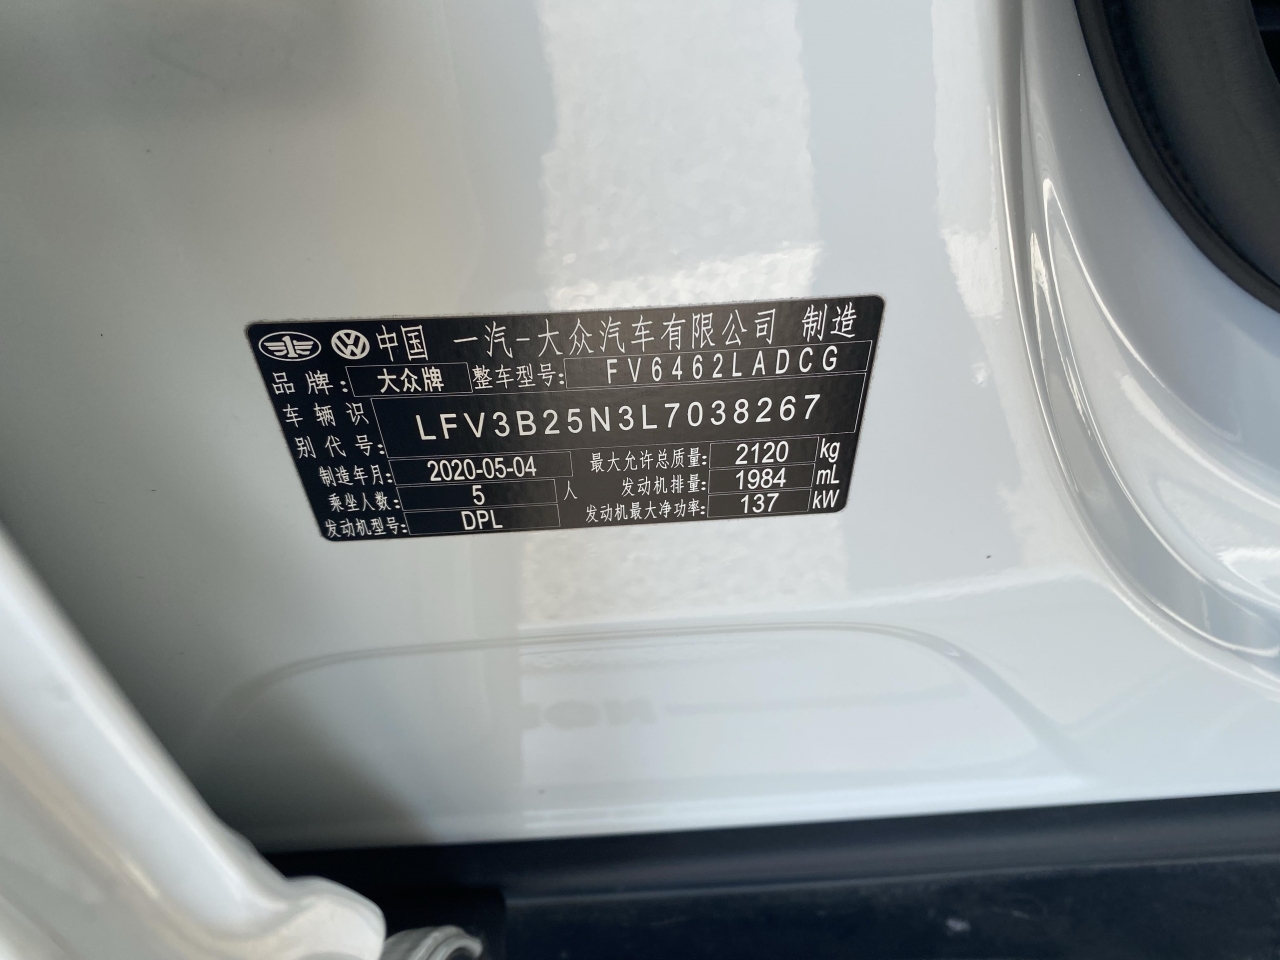 中国 一汽-大众汽车有限公司 制造
品牌: 大众牌 整车型号: FV6462LADCG
车辆识别代号: LFV3B25N3L7038267
制造年月: 2020-05-04 最大允许总质量: 2120 kg
乘坐人数: 5 人 发动机排量: 1984 mL
发动机型号: DPL 发动机最大净功率: 137 kW